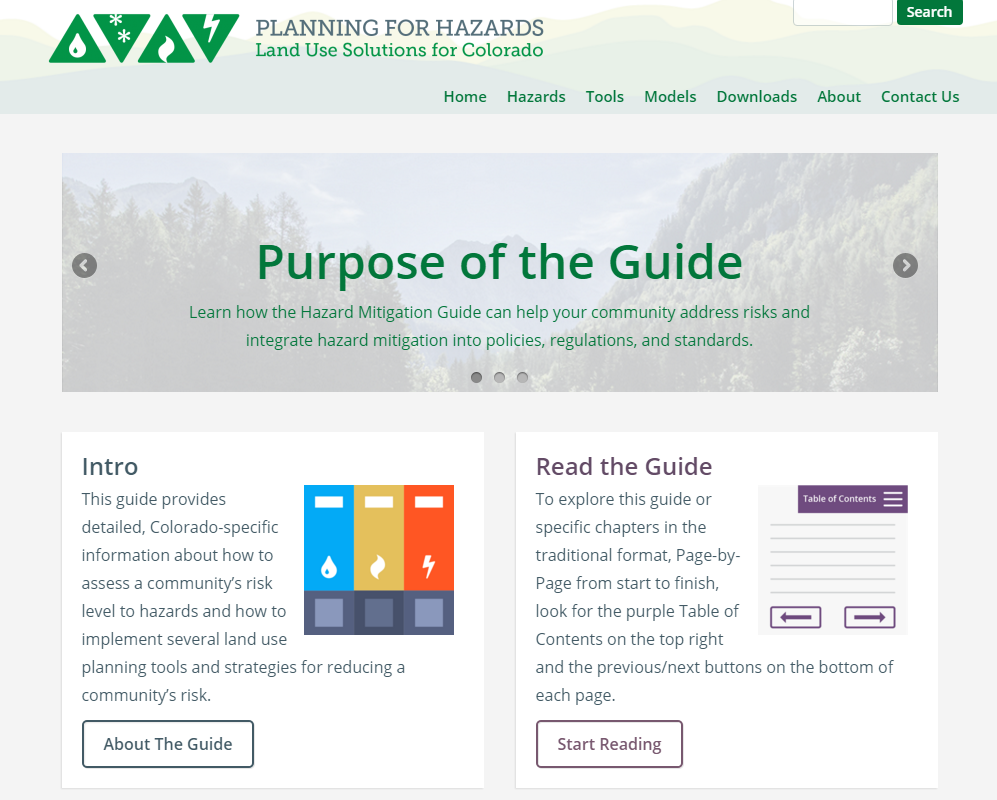 PLANNING FOR HAZARDS
Land Use Solutions for Colorado
Search
Home Hazards Tools Models Downloads About Contact Us
Purpose of the Guide
Learn how the Hazard Mitigation Guide can help your community address risks and
integrate hazard mitigation into policies, regulations, and standards.
Intro
This guide provides
detailed, Colorado-specific
information about how to
assess a community’s risk
level to hazards and how to
implement several land use
planning tools and strategies for reducing a
community’s risk.
About The Guide
Read the Guide
To explore this guide or
specific chapters in the
traditional format, Page-by-
Page from start to finish,
look for the purple Table of
Contents on the top right
and the previous/next buttons on the bottom of
each page.
Table of Contents
Start Reading